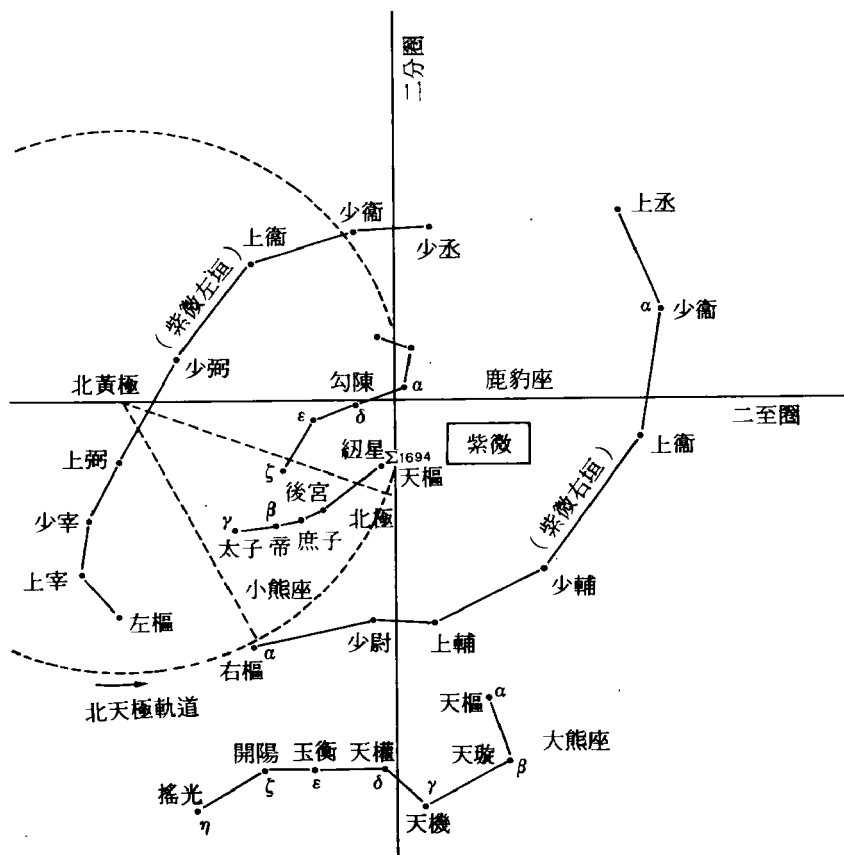 二分圈
上丞
少衞
少丞
上衞
（紫微左垣）
α
少衞
少弼
北黃極
勾陳
α
鹿豹座
ε
δ
二至圈
上衞
紐星
Σ1694
紫微
上弼
ζ
後宮
天樞
（紫微右垣）
少宰
γ
β
北極
太子
帝
庶子
上宰
小熊座
少輔
左樞
右樞
α
少尉
上輔
北天極軌道
天樞
α
開陽
玉衡
天權
天璇
大熊座
β
搖光
ζ
ε
δ
γ
η
天機